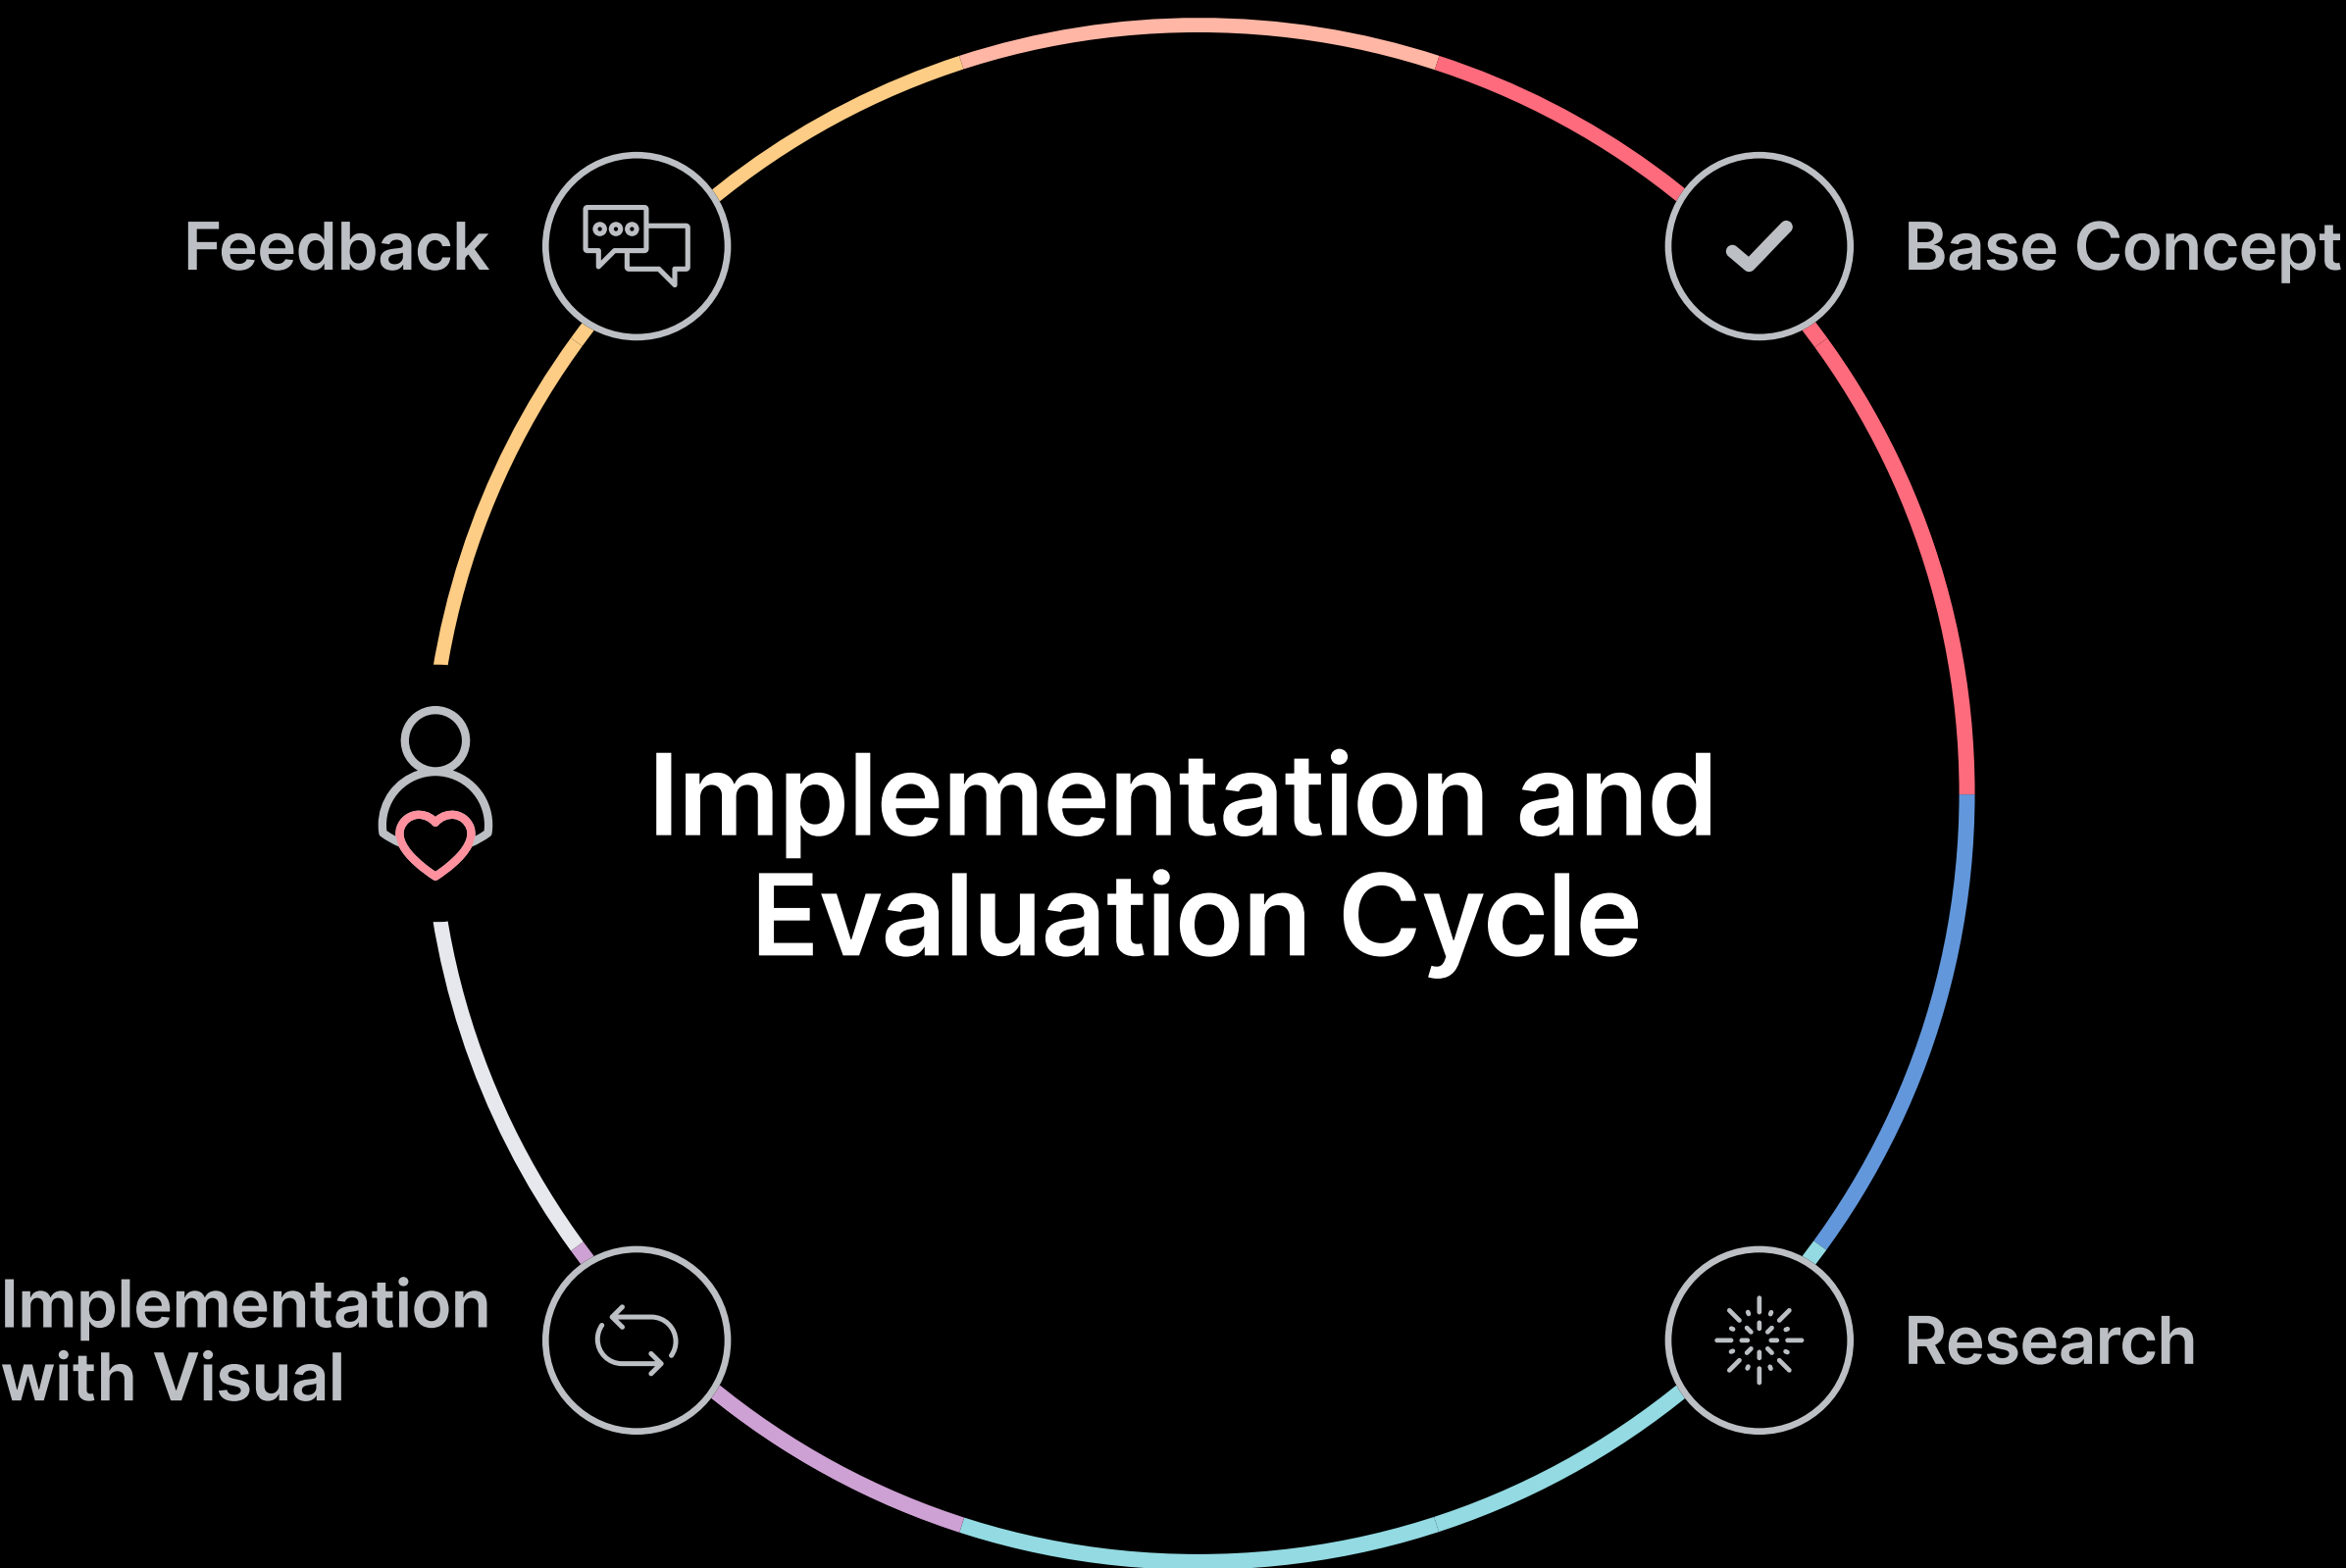 Feedback
Base Concept
Implementation and
Evaluation Cycle
Implementation
with Visual
Research